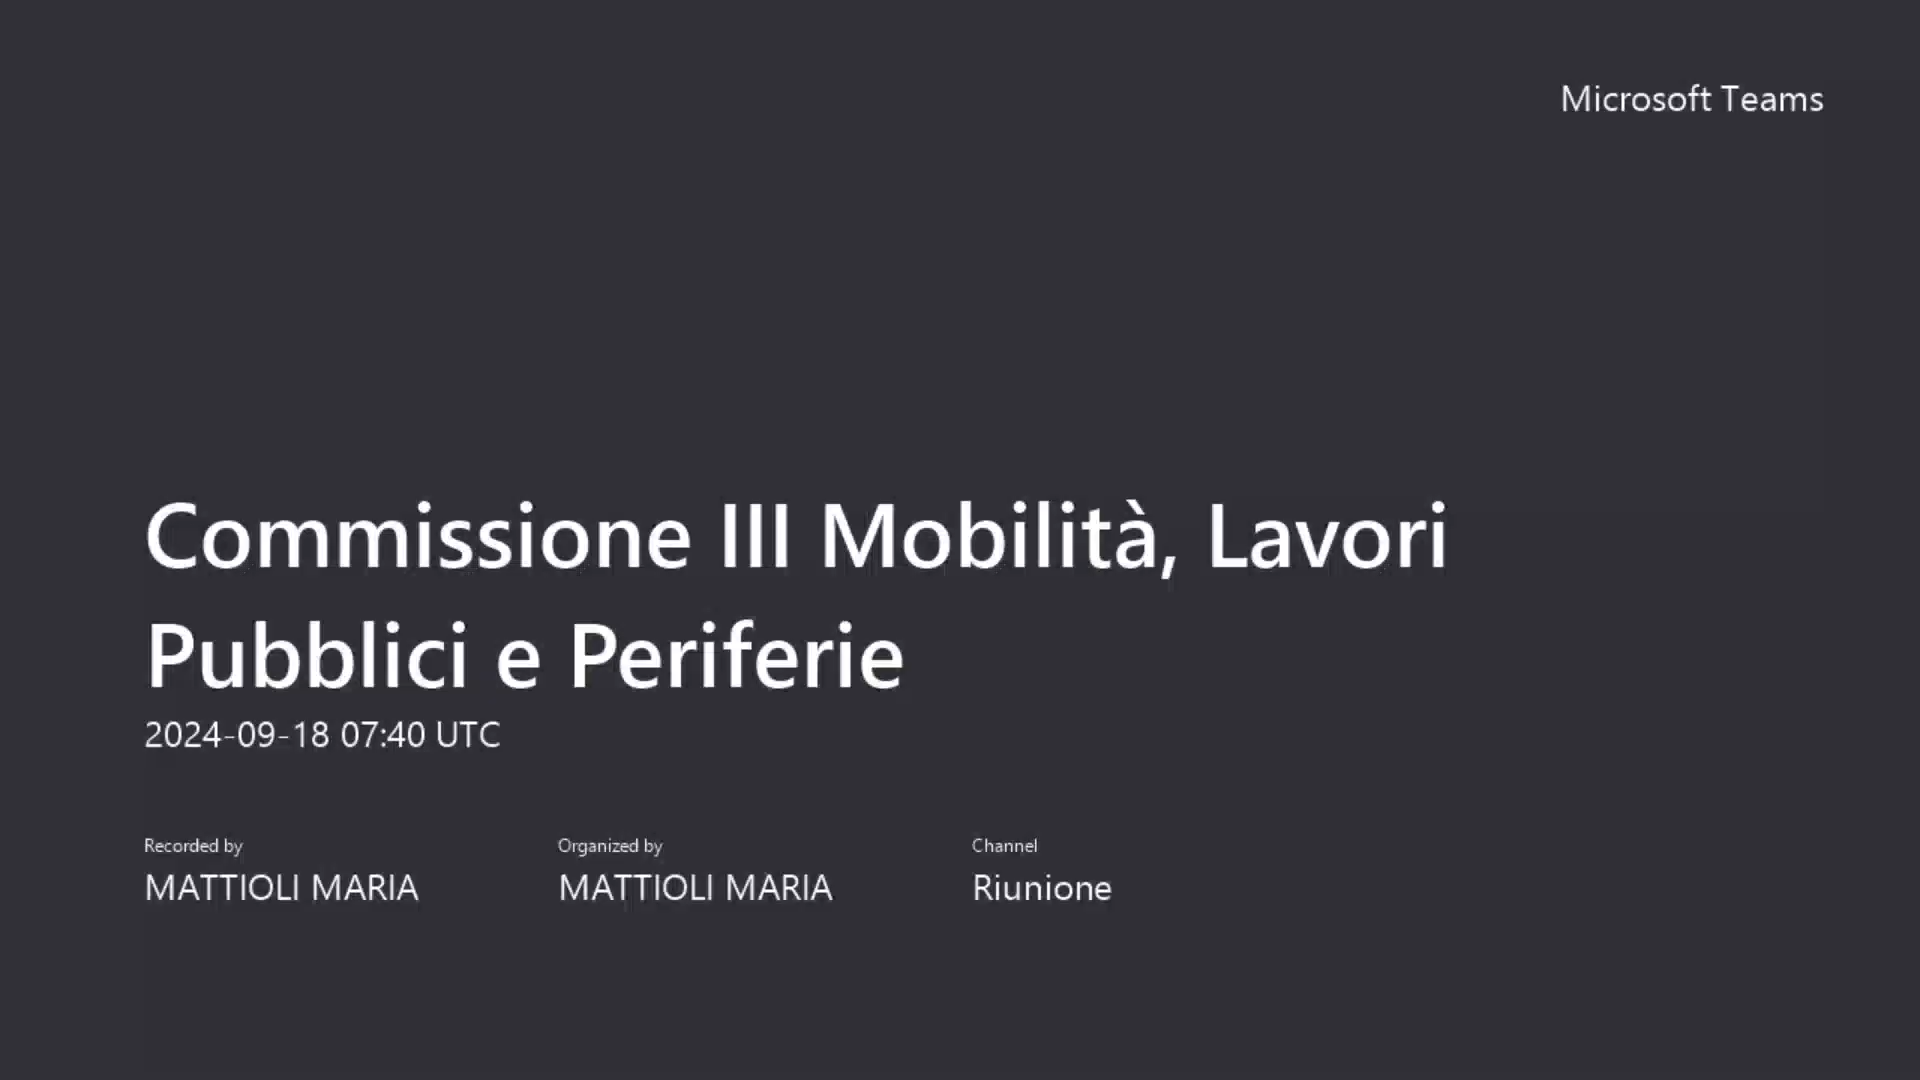 Microsoft Teams
Commissione III Mobilità, Lavori
Pubblici e Periferie
2024-09-18 07:40 UTC
Recorded by
MATTIOLI MARIA
Organized by
MATTIOLI MARIA
Channel
Riunione